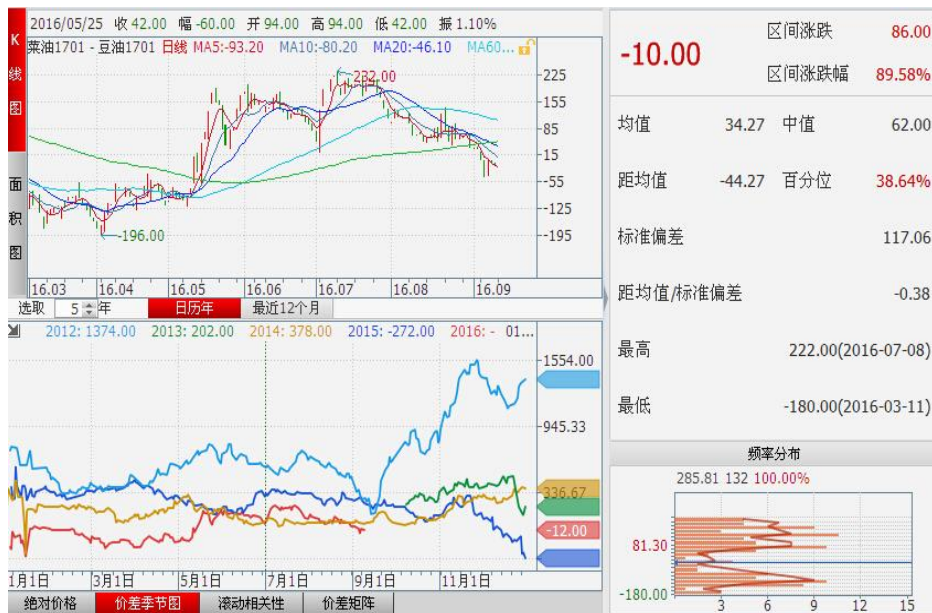 2016/05/25 收 42.00 幅 -60.00 开 94.00 高 94.00 低 42.00 振 1.10%
菜油1701 - 豆油1701 日线 MA5:-93.20 MA10:-80.20 MA20:-46.10 MA60...
K线图
面积图
232.00
-196.00
225
155
85
15
-55
-125
-195
16.03 16.04 16.05 16.06 16.07 16.08 16.09
选取 5 年 日历年 最近12个月
2012: 1374.00 2013: 202.00 2014: 378.00 2015: -272.00 2016: - 01...
1554.00
945.33
336.67
-12.00
1月1日 3月1日 5月1日 7月1日 9月1日 11月1日
绝对价格 价差季节图 滚动相关性 价差矩阵
-10.00
区间涨跌 86.00
区间涨跌幅 89.58%
均值 34.27 中值 62.00
距均值 -44.27 百分位 38.64%
标准偏差 117.06
距均值/标准偏差 -0.38
最高 222.00(2016-07-08)
最低 -180.00(2016-03-11)
频率分布
285.81 132 100.00%
81.30
-180.00
3 6 9 12 15